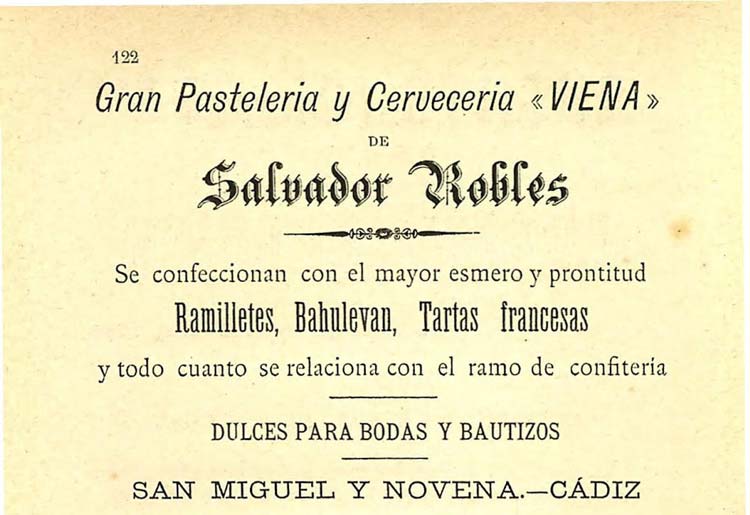 122
Gran Pasteleria y Cerveceria «VIENA»
DE
Salvador Robles
Se confeccionan con el mayor esmero y prontitud
Ramilletes, Bahulevan, Tartas francesas
y todo cuanto se relaciona con el ramo de confitería
DULCES PARA BODAS Y BAUTIZOS
SAN MIGUEL Y NOVENA.—CÁDIZ